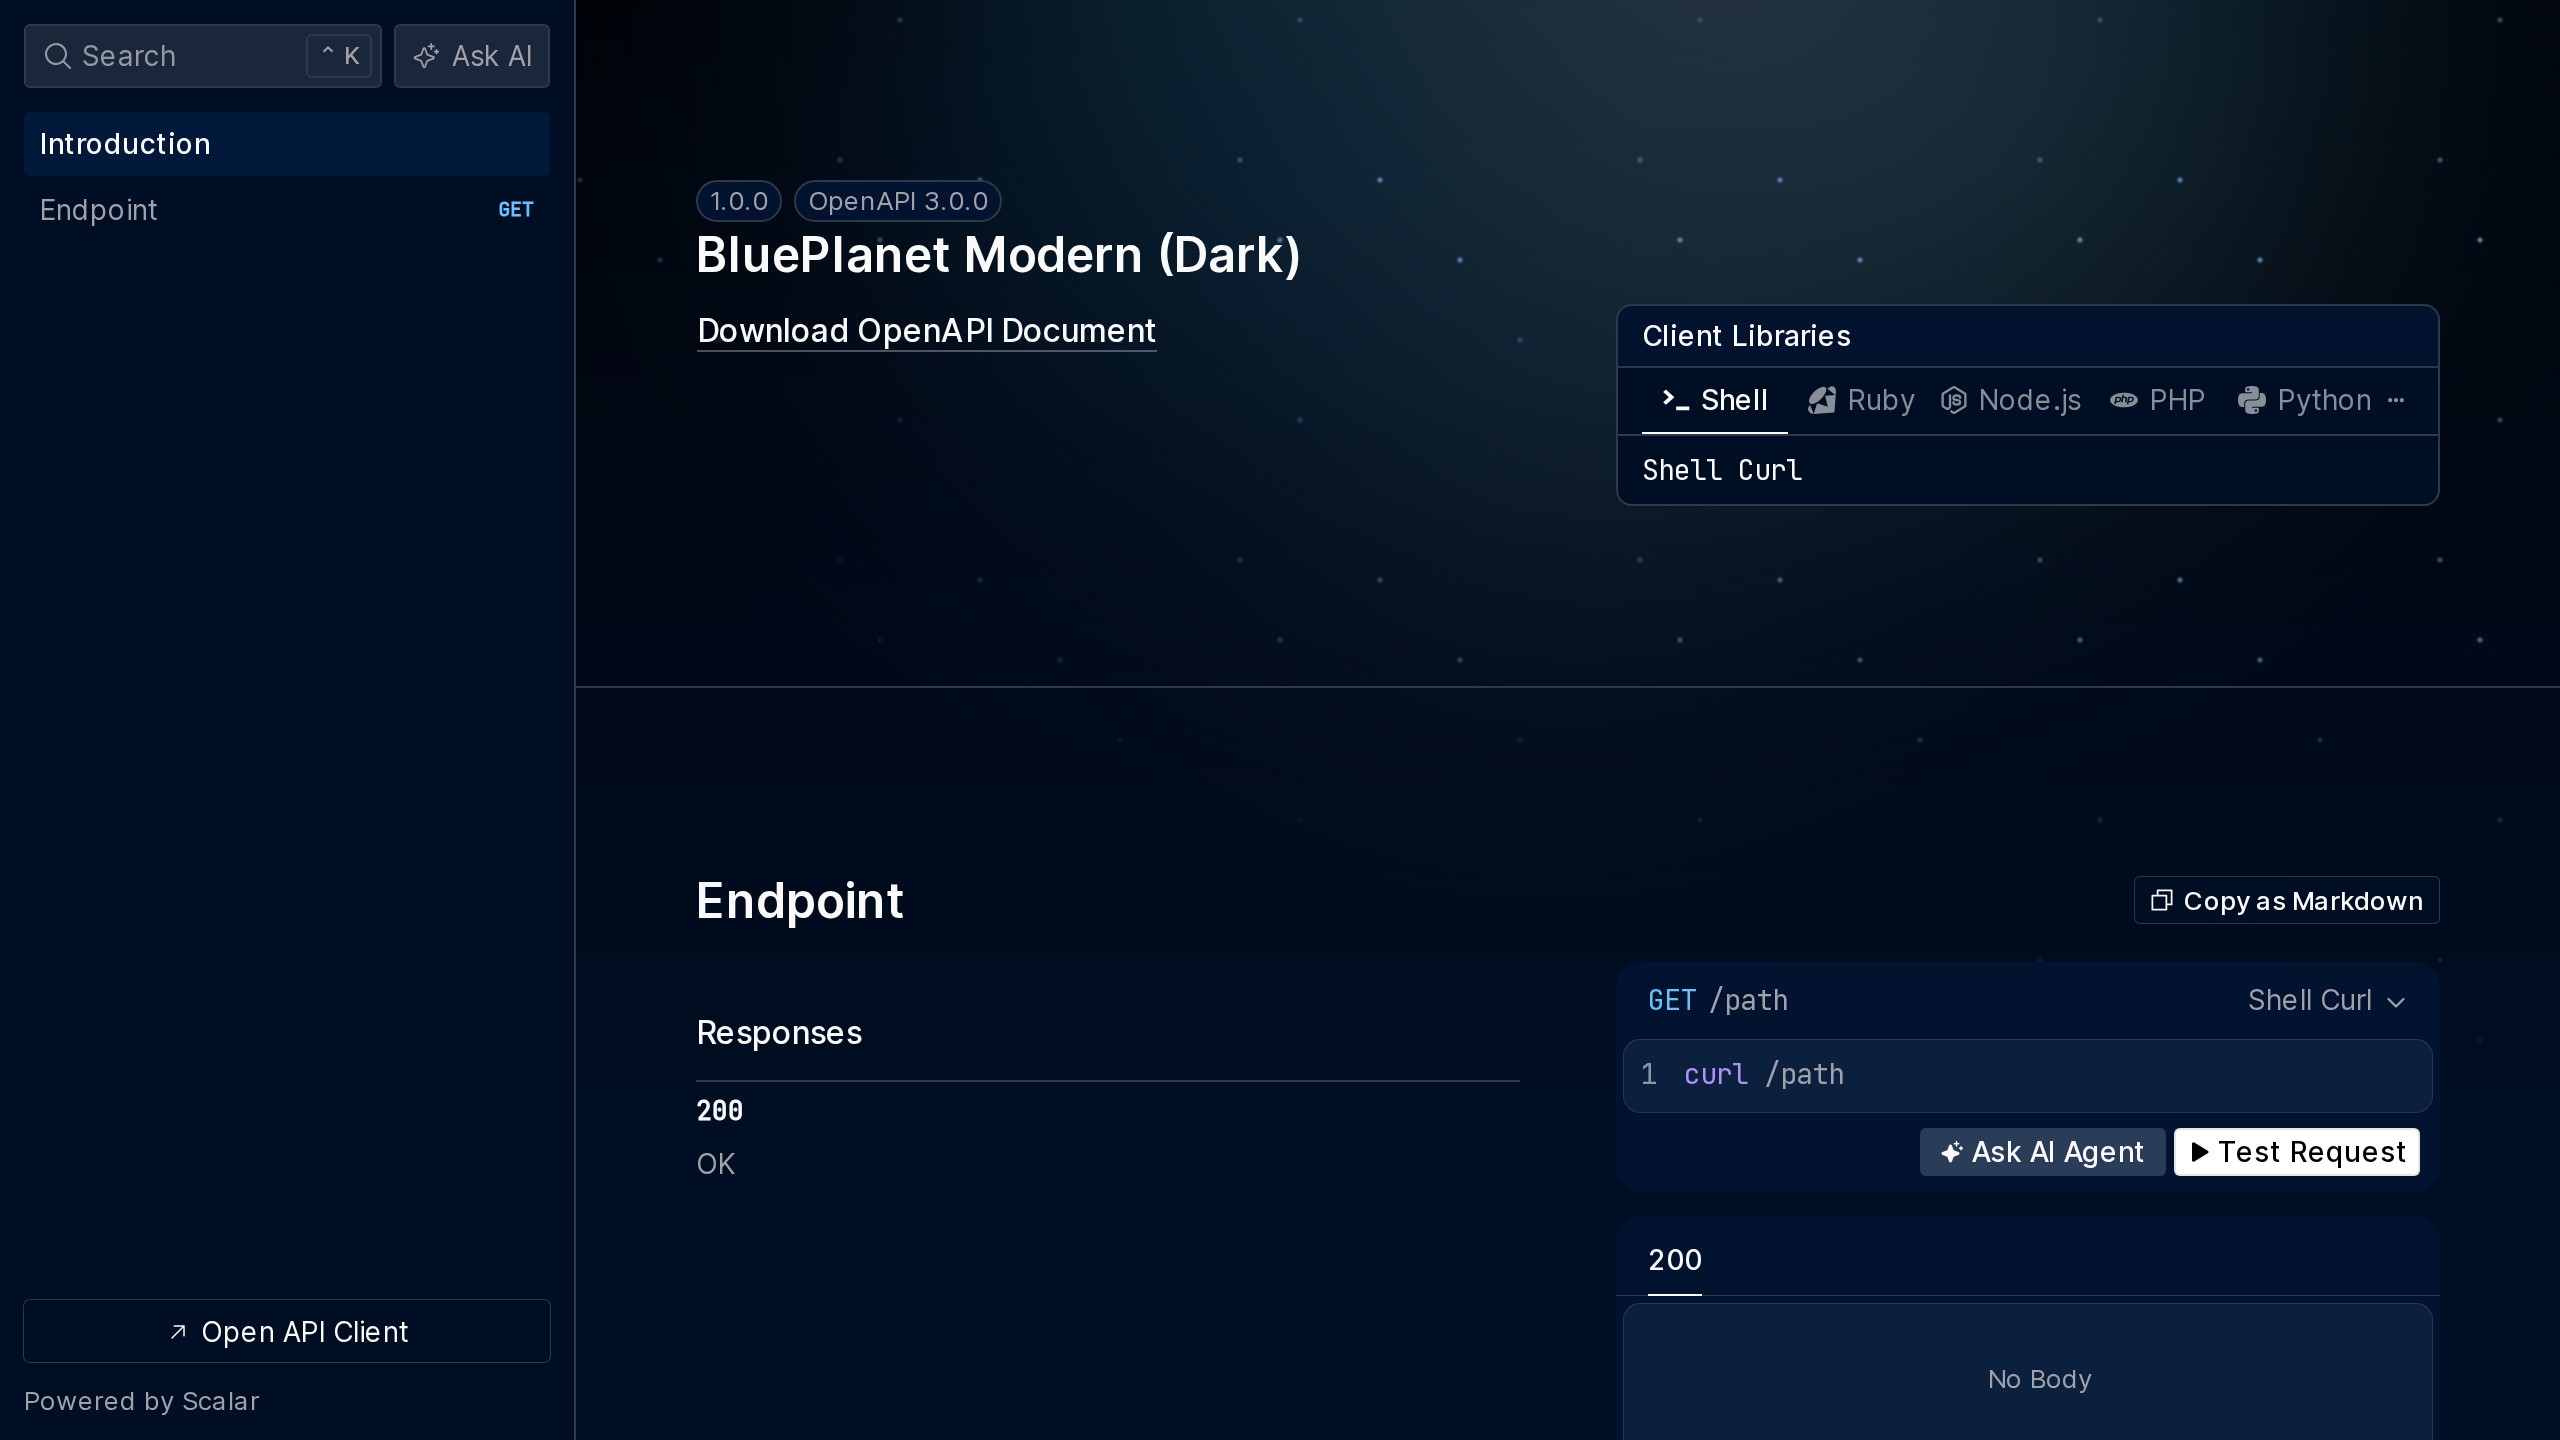 Search ^ K Ask AI
Introduction
Endpoint GET
Open API Client
Powered by Scalar
1.0.0 OpenAPI 3.0.0
BluePlanet Modern (Dark)
Download OpenAPI Document
Client Libraries
Shell Ruby Node.js PHP Python ···
Shell Curl
Endpoint
Copy as Markdown
Responses
200
OK
GET /path Shell Curl
1 curl /path
Ask AI Agent Test Request
200
No Body